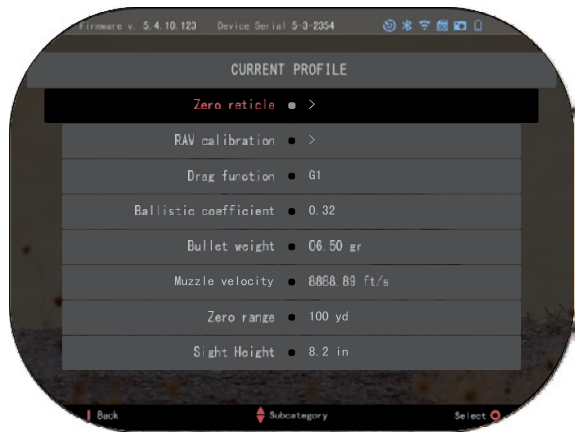 Firmware v. 5.4.10.123 Device Serial 5-3-2354
CURRENT PROFILE
Zero reticle >
RAV calibration >
Drag function G1
Ballistic coefficient 0.32
Bullet weight 06.50 gr
Muzzle velocity 8888.89 ft/s
Zero range 100 yd
Sight Height 8.2 in
Back Subcategory Select